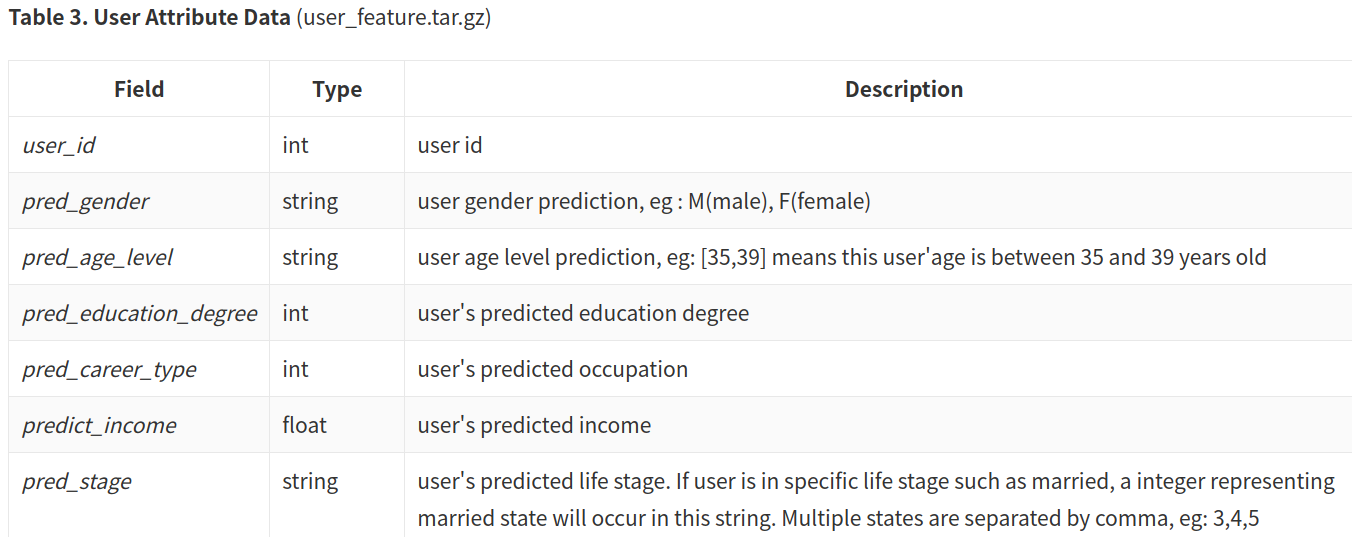 Table 3. User Attribute Data (user_feature.tar.gz)
Field Type Description
user_id int user id
pred_gender string user gender prediction, eg : M(male), F(female)
pred_age_level string user age level prediction, eg: [35,39] means this user'age is between 35 and 39 years old
pred_education_degree int user's predicted education degree
pred_career_type int user's predicted occupation
predict_income float user's predicted income
pred_stage string user's predicted life stage. If user is in specific life stage such as married, a integer representing
married state will occur in this string. Multiple states are separated by comma, eg: 3,4,5